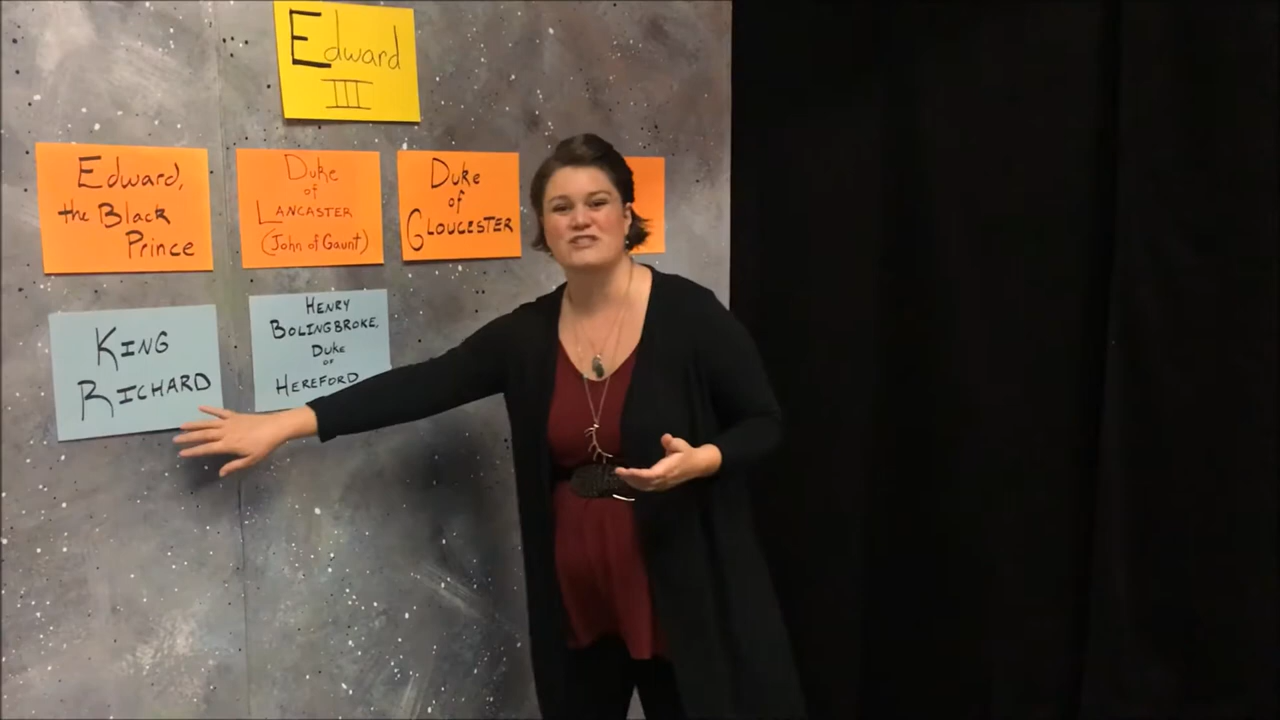 Edward
III
Edward,
the Black
Prince
Duke
of
LANCASTER
(John of Gaunt)
Duke
of
GLOUCESTER
KING
RICHARD
HENRY
BOLINGBROKE,
DUKE
OF
HEREFORD